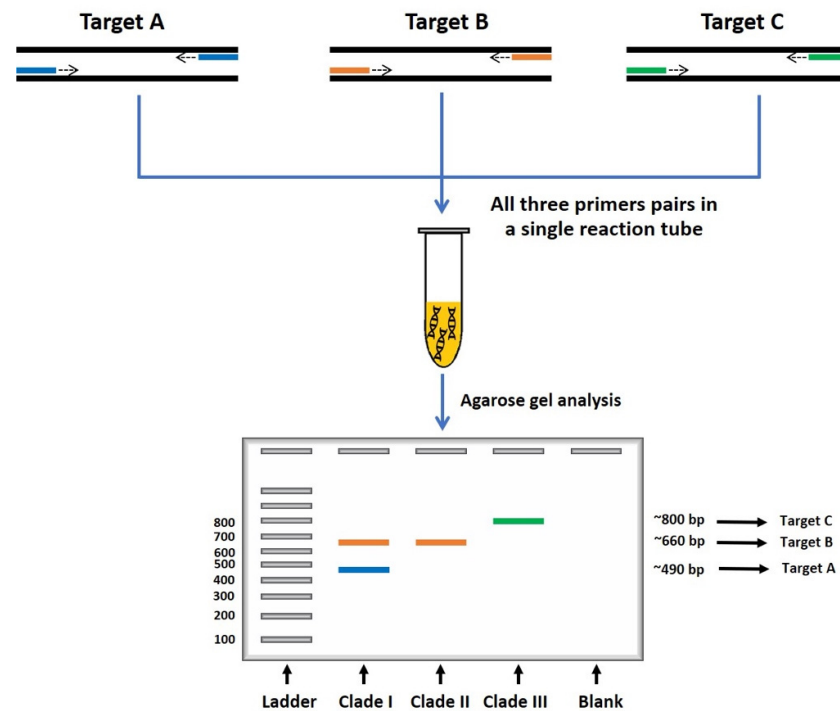 Target A
Target B
Target C
All three primers pairs in
a single reaction tube
Agarose gel analysis
800
700
600
500
400
300
200
100
~800 bp
Target C
~660 bp
Target B
~490 bp
Target A
Ladder
Clade I
Clade II
Clade III
Blank